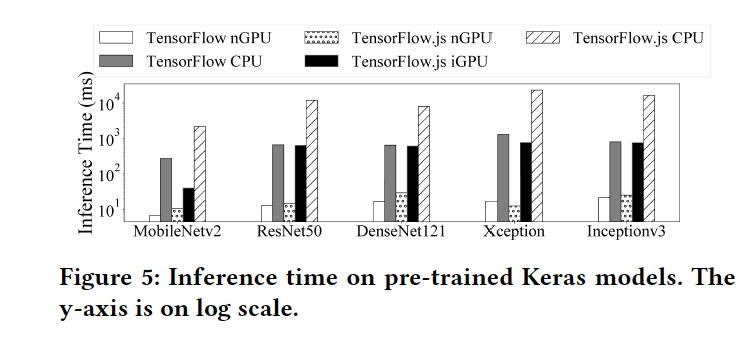 TensorFlow nGPU TensorFlow.js nGPU TensorFlow.js CPU
TensorFlow CPU TensorFlow.js iGPU
Inference Time (ms)
10^4
10^3
10^2
10^1
MobileNetv2 ResNet50 DenseNet121 Xception Inceptionv3
Figure 5: Inference time on pre-trained Keras models. The
y-axis is on log scale.